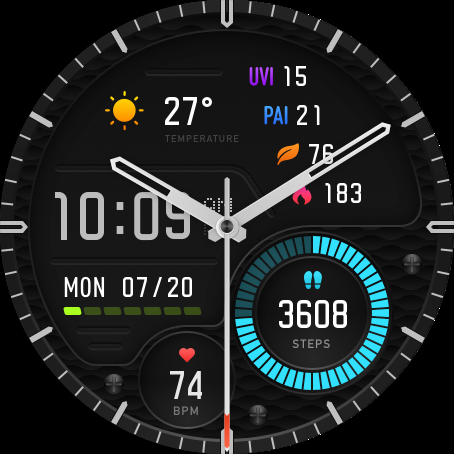 UVI 15
27°
PAI 21
TEMPERATURE
76
183
10:09
MON 07/20
3608
STEPS
74
BPM